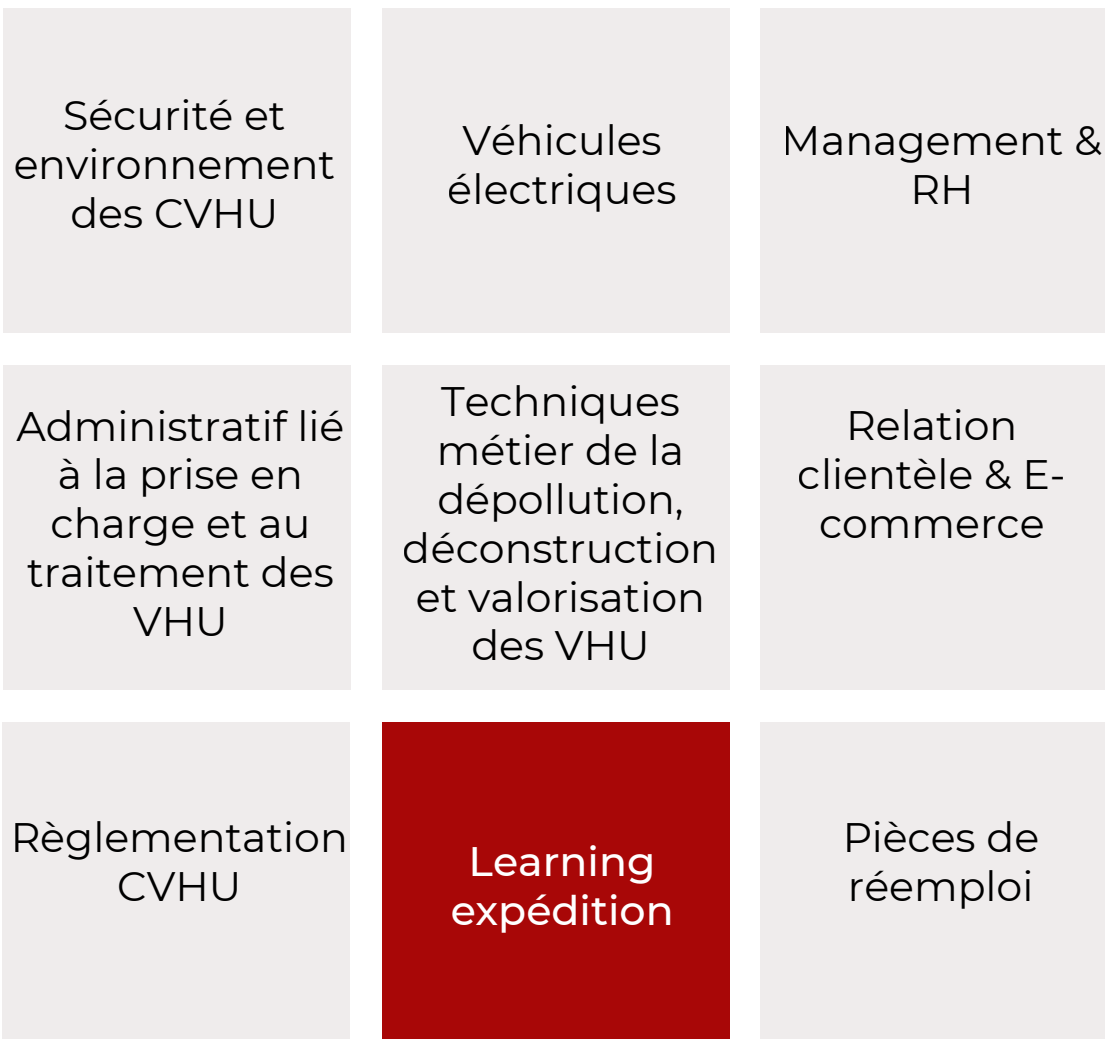 Sécurité et
environnement
des CVHU
Véhicules
électriques
Management &
RH
Administratif lié
à la prise en
charge et au
traitement des
VHU
Techniques
métier de la
dépollution,
déconstruction
et valorisation
des VHU
Relation
clientèle & E-
commerce
Règlementation
CVHU
Learning
expédition
Pièces de
réemploi